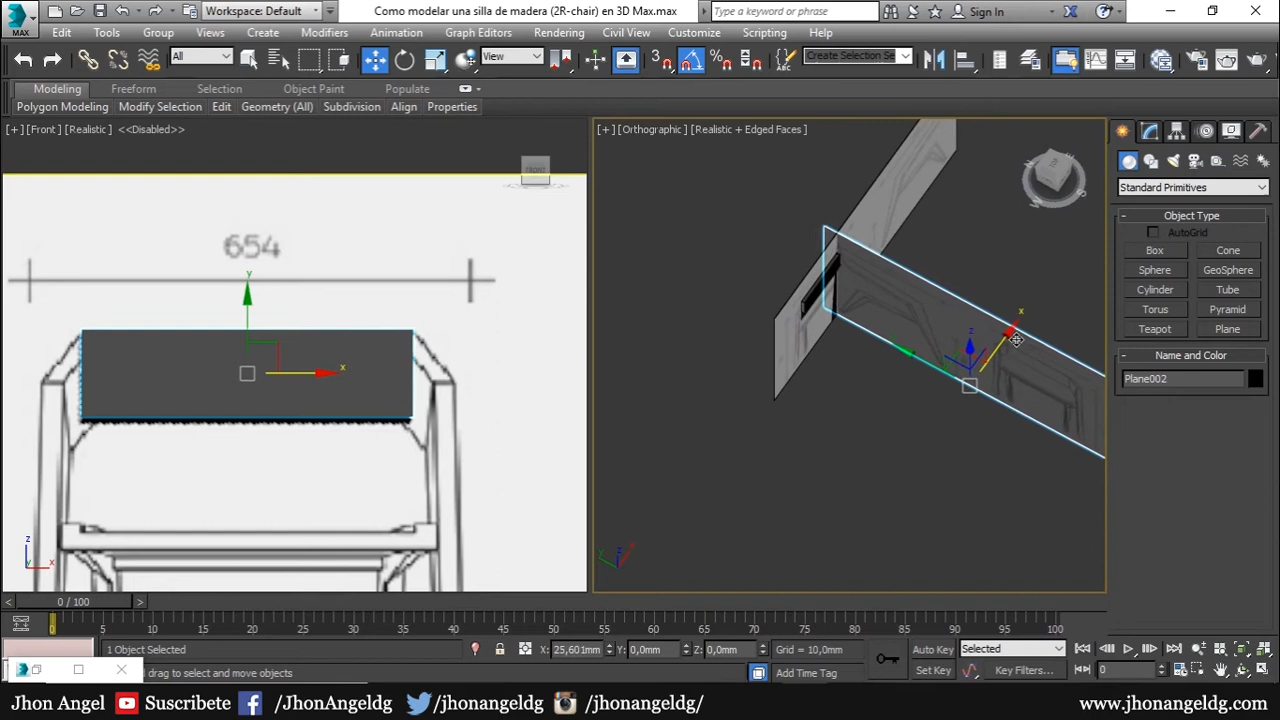 MAX
Workspace: Default
Como modelar una silla de madera (2R-chair) en 3D Max.max
Type a keyword or phrase
Sign In
Edit Tools Group Views Create Modifiers Animation Graph Editors Rendering Civil View Customize Scripting Help
All
View
Create Selection Se
Modeling Freeform Selection Object Paint Populate
Polygon Modeling Modify Selection Edit Geometry (All) Subdivision Align Properties
[+] [Front] [Realistic] <<Disabled>>
[+] [Orthographic] [Realistic + Edged Faces]
654
y
x
z
x
Standard Primitives
Object Type
AutoGrid
Box Cone
Sphere GeoSphere
Cylinder Tube
Torus Pyramid
Teapot Plane
Name and Color
Plane002
0 / 100
0 5 10 15 20 25 30 35 40 45 50 55 60 65 70 75 80 85 90 95 100
1 Object Selected
X: 25,601mm Y: 0,0mm Z: 0,0mm Grid = 10,0mm
Auto Key Selected
drag to select and move objects
Add Time Tag
Set Key Key Filters... 0
Jhon Angel Suscribete /JhonAngeldg /jhonangeldg /jhonangeldg/ www.jhonangeldg.com